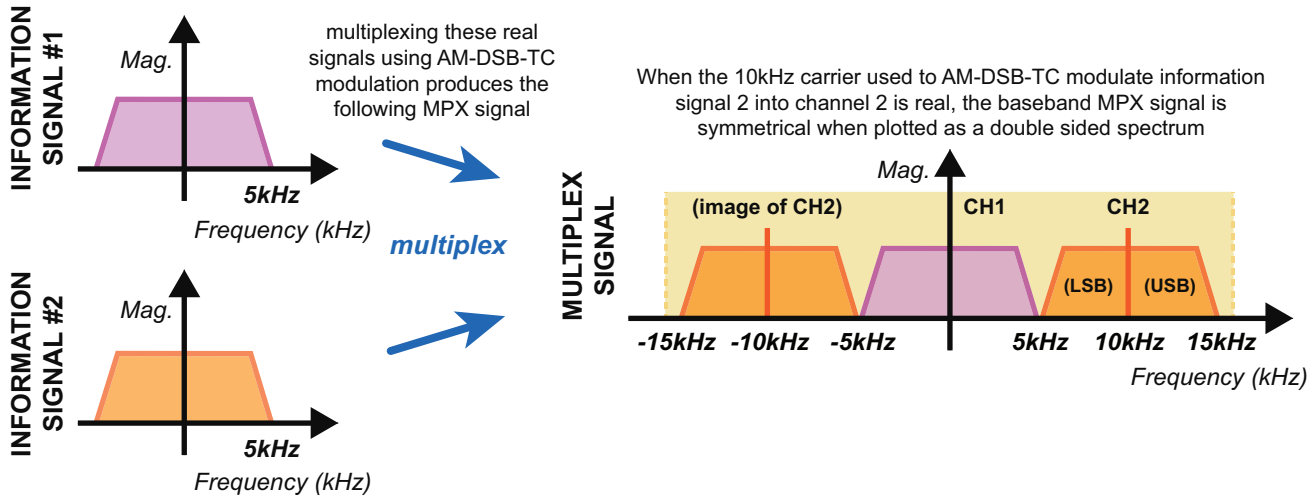 INFORMATION
SIGNAL #1
Mag.
5kHz
Frequency (kHz)
multiplexing these real
signals using AM-DSB-TC
modulation produces the
following MPX signal
multiplex
INFORMATION
SIGNAL #2
Mag.
5kHz
Frequency (kHz)
When the 10kHz carrier used to AM-DSB-TC modulate information
signal 2 into channel 2 is real, the baseband MPX signal is
symmetrical when plotted as a double sided spectrum
MULTIPLEX
SIGNAL
Mag.
(image of CH2) CH1 CH2
(LSB) (USB)
-15kHz -10kHz -5kHz 5kHz 10kHz 15kHz
Frequency (kHz)